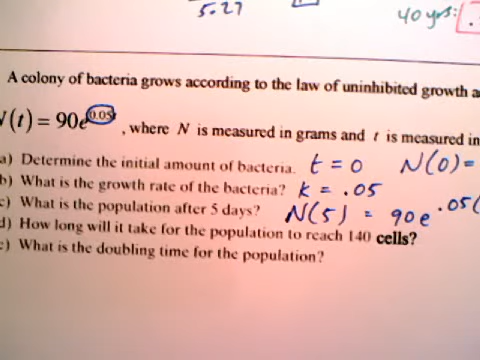 5.27
40 yrs:
A colony of bacteria grows according to the law of uninhibited growth a
N(t) = 90e^0.05t, where N is measured in grams and t is measured in
a) Determine the initial amount of bacteria. t = 0 N(0) =
b) What is the growth rate of the bacteria? k = .05
c) What is the population after 5 days? N(5) = 90e^.05(
d) How long will it take for the population to reach 140 cells?
e) What is the doubling time for the population?